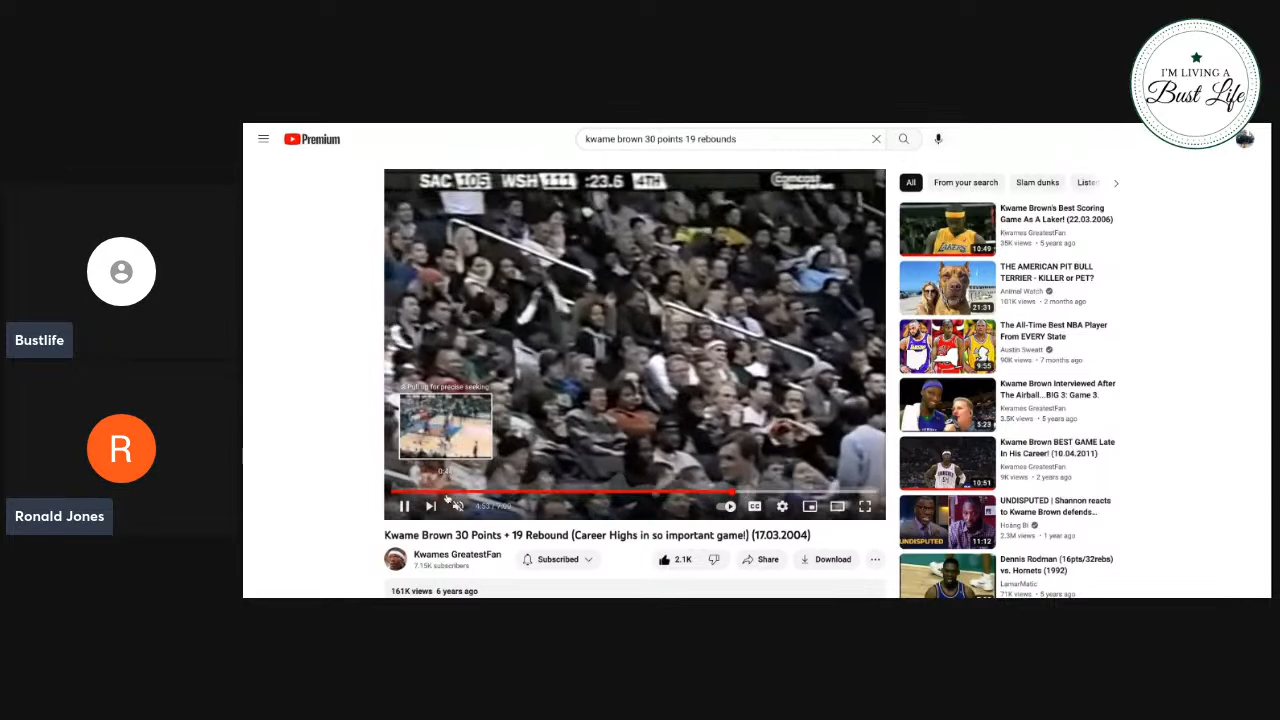 I'M LIVING A
Bust Life
Premium
kwame brown 30 points 19 rebounds
SAC 105 WSH 111 :23.6 4TH
Comcast
Pull up for precise seeking
Kwame Brown 30 Points + 19 Rebound (Career Highs in so important game!) (17.03.2004)
Kwames GreatestFan
7.15K subscribers
Subscribed
2.1K
Share
Download
161K views 6 years ago
All
From your search
Slam dunks
Kwame Brown's Best Scoring
Game As A Laker! (22.03.2006)
Kwames GreatestFan
35K views • 5 years ago
LAKERS
10:49
THE AMERICAN PIT BULL
TERRIER - KILLER or PET?
Animal Watch
101K views • 2 months ago
21:31
The All-Time Best NBA Player
From EVERY State
Austin Sweatt
90K views • 7 months ago
9:55
Kwame Brown Interviewed After
The Airball...BIG 3: Game 3.
Kwames GreatestFan
2.5K views • 5 years ago
5:23
Kwame Brown BEST GAME Late
In His Career! (10.04.2011)
Kwames GreatestFan
9K views • 2 years ago
10:51
UNDISPUTED | Shannon reacts
to Kwame Brown defends...
Hoàng Bi
2.3M views • 1 year ago
UNDISPUTED
11:12
Dennis Rodman (16pts/32rebs)
vs. Hornets (1992)
LamarMatic
71K views • 5 years ago
Bustlife
R
Ronald Jones